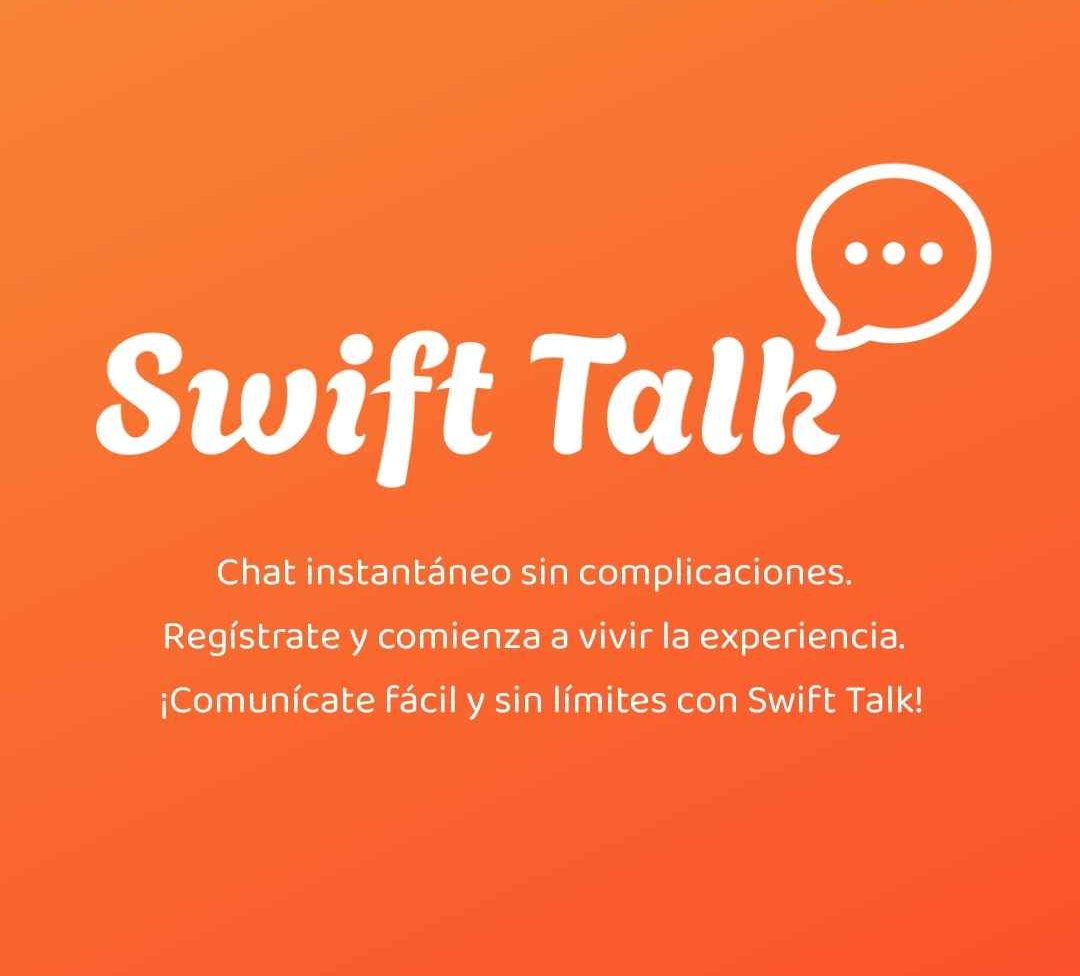 Swift Talk
Chat instantáneo sin complicaciones.
Regístrate y comienza a vivir la experiencia.
¡Comunícate fácil y sin límites con Swift Talk!